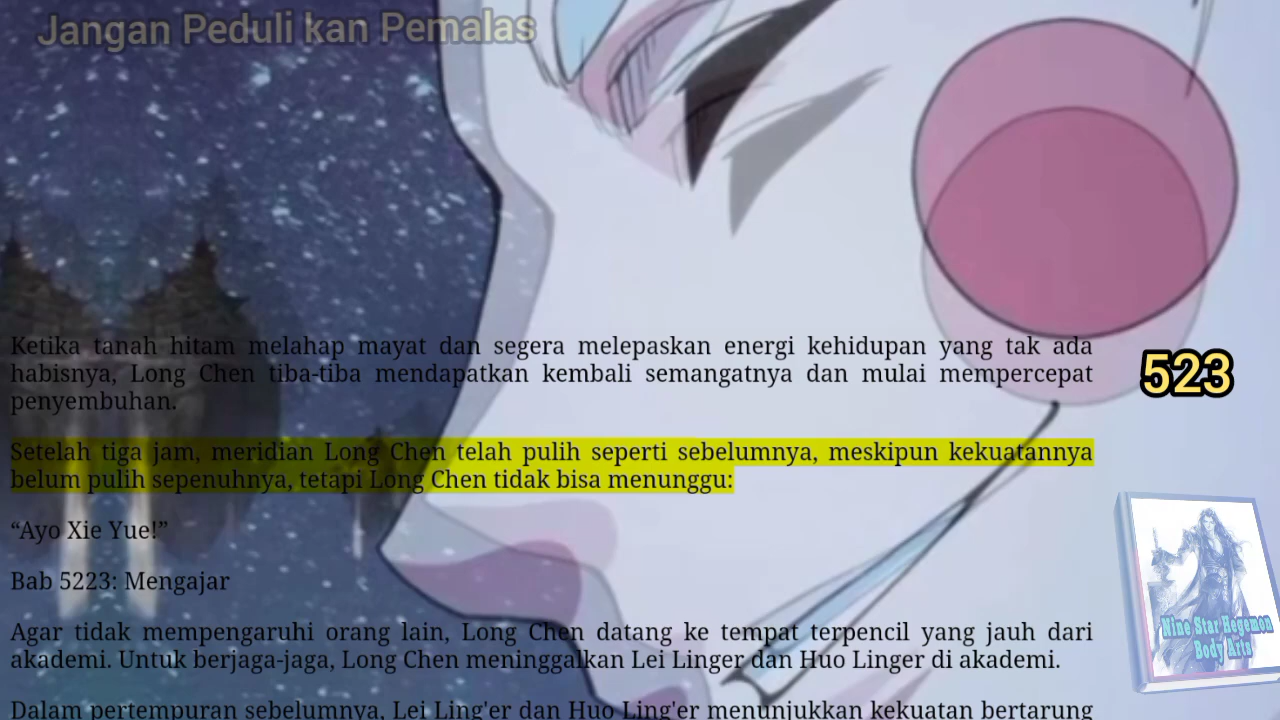 Jangan Peduli kan Pemalas
Ketika tanah hitam melahap mayat dan segera melepaskan energi kehidupan yang tak ada
habisnya, Long Chen tiba-tiba mendapatkan kembali semangatnya dan mulai mempercepat
penyembuhan.
523
Setelah tiga jam, meridian Long Chen telah pulih seperti sebelumnya, meskipun kekuatannya
belum pulih sepenuhnya, tetapi Long Chen tidak bisa menunggu:
“Ayo Xie Yue!”
Bab 5223: Mengajar
Agar tidak mempengaruhi orang lain, Long Chen datang ke tempat terpencil yang jauh dari
akademi. Untuk berjaga-jaga, Long Chen meninggalkan Lei Linger dan Huo Linger di akademi.
Nine Star Hegemon
Body Arts
Dalam pertempuran sebelumnya, Lei Ling'er dan Huo Ling'er menunjukkan kekuatan bertarung